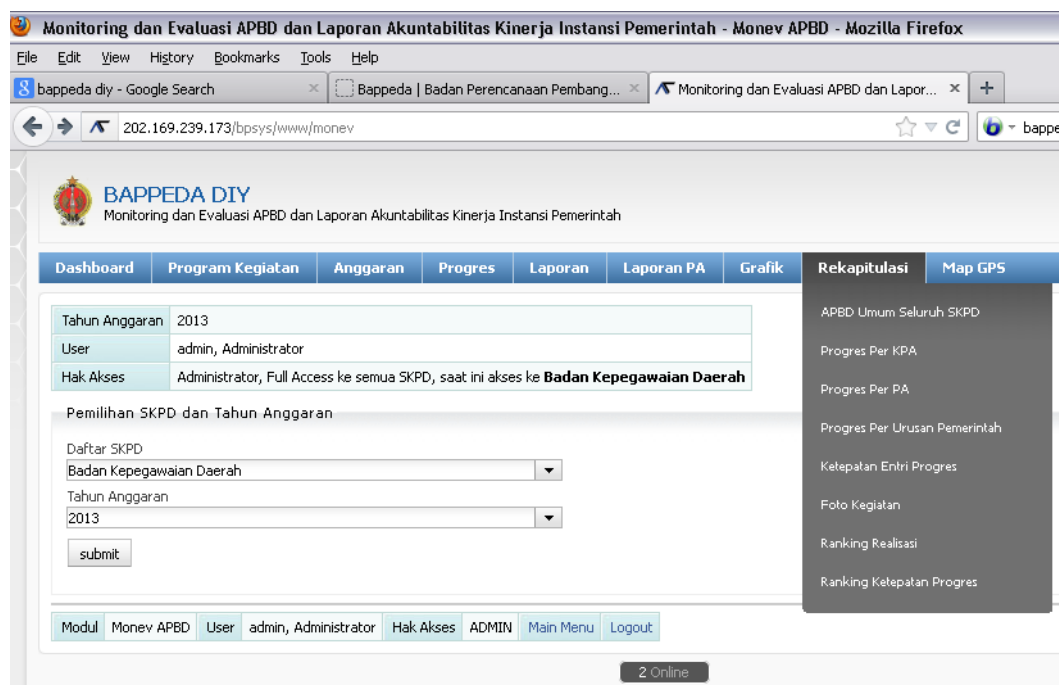 Monitoring dan Evaluasi APBD dan Laporan Akuntabilitas Kinerja Instansi Pemerintah - Monev APBD - Mozilla Firefox
File Edit View History Bookmarks Tools Help
bappeda diy - Google Search
Bappeda | Badan Perencanaan Pembang...
Monitoring dan Evaluasi APBD dan Lapor...
202.169.239.173/bpsys/www/monev
bappe
BAPPEDA DIY
Monitoring dan Evaluasi APBD dan Laporan Akuntabilitas Kinerja Instansi Pemerintah
Dashboard Program Kegiatan Anggaran Progres Laporan Laporan PA Grafik Rekapitulasi Map GPS
APBD Umum Seluruh SKPD
Progres Per KPA
Progres Per PA
Progres Per Urusan Pemerintah
Ketepatan Entri Progres
Foto Kegiatan
Ranking Realisasi
Ranking Ketepatan Progres
Tahun Anggaran 2013
User admin, Administrator
Hak Akses Administrator, Full Access ke semua SKPD, saat ini akses ke Badan Kepegawaian Daerah
Pemilihan SKPD dan Tahun Anggaran
Daftar SKPD
Badan Kepegawaian Daerah
Tahun Anggaran
2013
submit
Modul Monev APBD User admin, Administrator Hak Akses ADMIN Main Menu Logout
2 Online